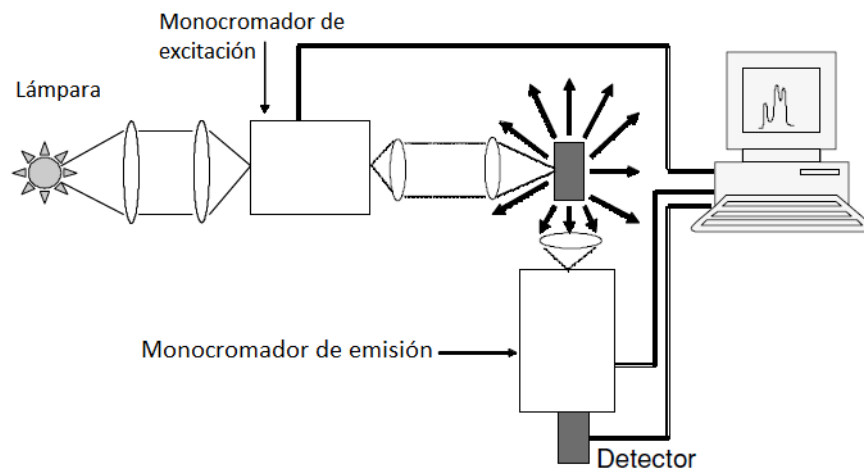 Monocromador de
excitación
Lámpara
Monocromador de emisión
Detector